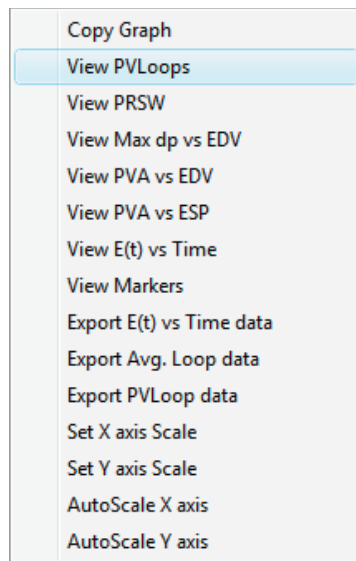 Copy Graph
View PVLoops
View PRSW
View Max dp vs EDV
View PVA vs EDV
View PVA vs ESP
View E(t) vs Time
View Markers
Export E(t) vs Time data
Export Avg. Loop data
Export PVLoop data
Set X axis Scale
Set Y axis Scale
AutoScale X axis
AutoScale Y axis